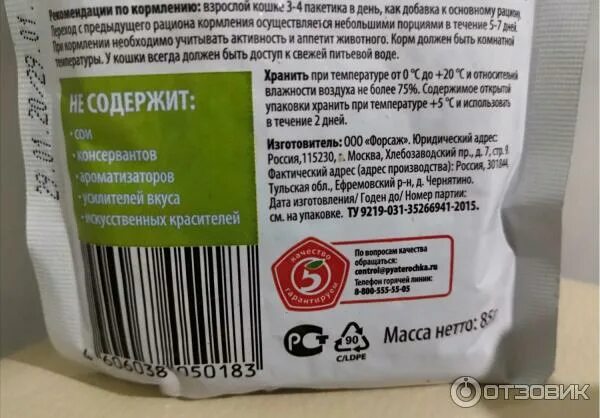 Рекомендации по кормлению: взрослой кошке 3-4 пакетика в день, как добавка к основному рациону.
Переход с предыдущего рациона кормления осуществляется небольшими порциями в течение 5-7 дней.
При кормлении необходимо учитывать активность и аппетит животного. Корм должен быть комнатной
температуры. У кошки всегда должен быть доступ к свежей питьевой воде.
29.01.20/29.01
НЕ СОДЕРЖИТ:
• сои
• консервантов
• ароматизаторов
• усилителей вкуса
• искусственных красителей
Хранить при температуре от 0 °С до +20 °С и относительной
влажности воздуха не более 75%. Содержимое открытой
упаковки хранить при температуре +5 °С и использовать
в течение 2 дней.
Изготовитель: ООО «Форсаж». Юридический адрес:
Россия,115230, г. Москва, Хлебозаводский пр., д. 7, стр. 9.
Фактический адрес (адрес производства): Россия, 301844,
Тульская обл., Ефремовский р-н, д. Чернятино.
Дата изготовления/ Годен до/ Номер партии:
см. на упаковке. ТУ 9219-031-35266941-2015.
качество
5
гарантируем
По вопросам качества
обращаться:
control@pyaterochka.ru
Телефон горячей линии:
8-800-555-55-05
РСТ
90
C/LDPE
Масса нетто: 85
4 606038 050183
ОТЗОВИК